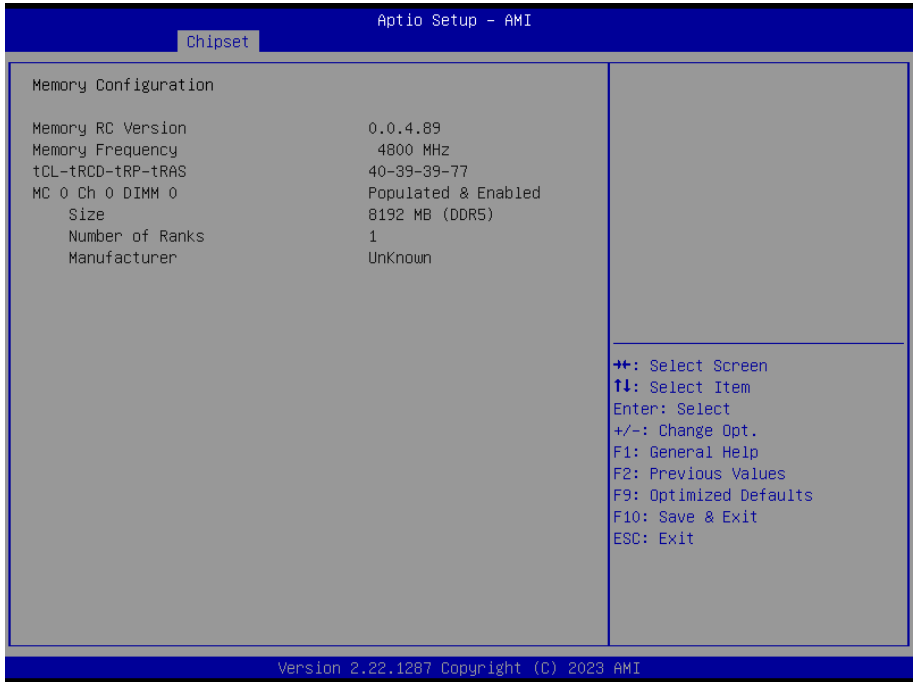 Aptio Setup – AMI
Chipset
Memory Configuration
Memory RC Version 0.0.4.89
Memory Frequency 4800 MHz
tCL-tRCD-tRP-tRAS 40-39-39-77
MC 0 Ch 0 DIMM 0 Populated & Enabled
Size 8192 MB (DDR5)
Number of Ranks 1
Manufacturer UnKnown
→←: Select Screen
↑↓: Select Item
Enter: Select
+/-: Change Opt.
F1: General Help
F2: Previous Values
F9: Optimized Defaults
F10: Save & Exit
ESC: Exit
Version 2.22.1287 Copyright (C) 2023 AMI